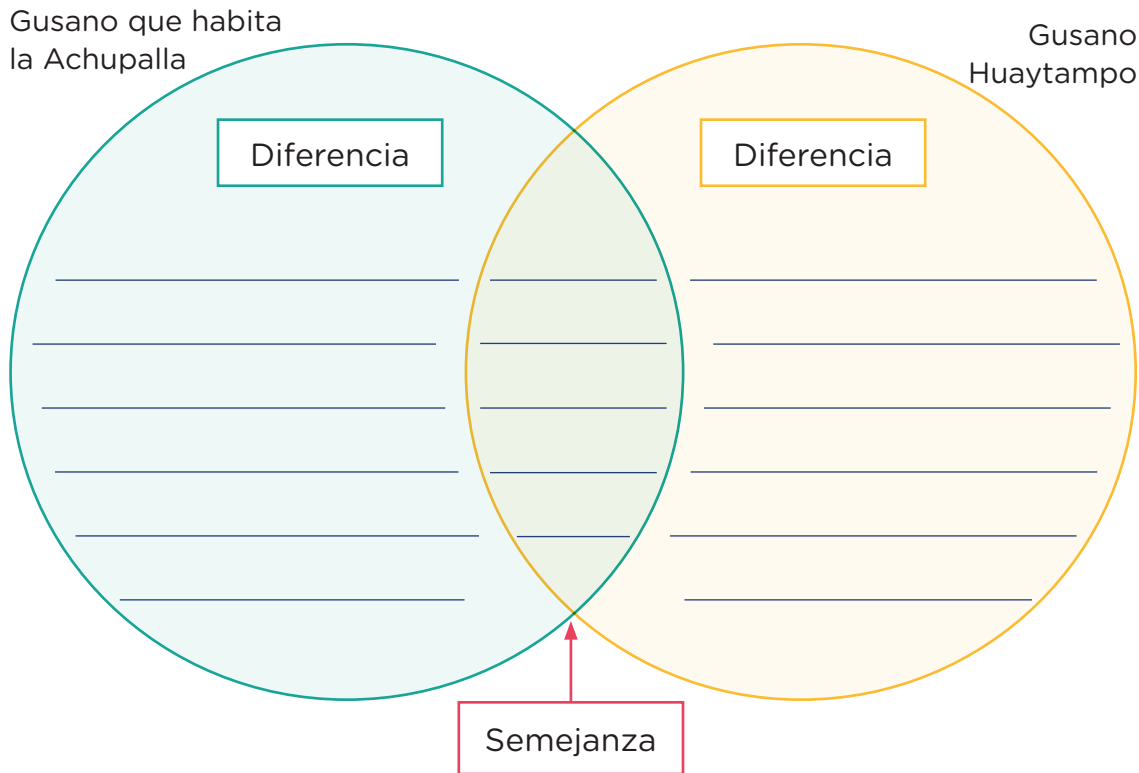 Gusano que habita
la Achupalla
Gusano
Huaytampo
Diferencia
Diferencia
Semejanza